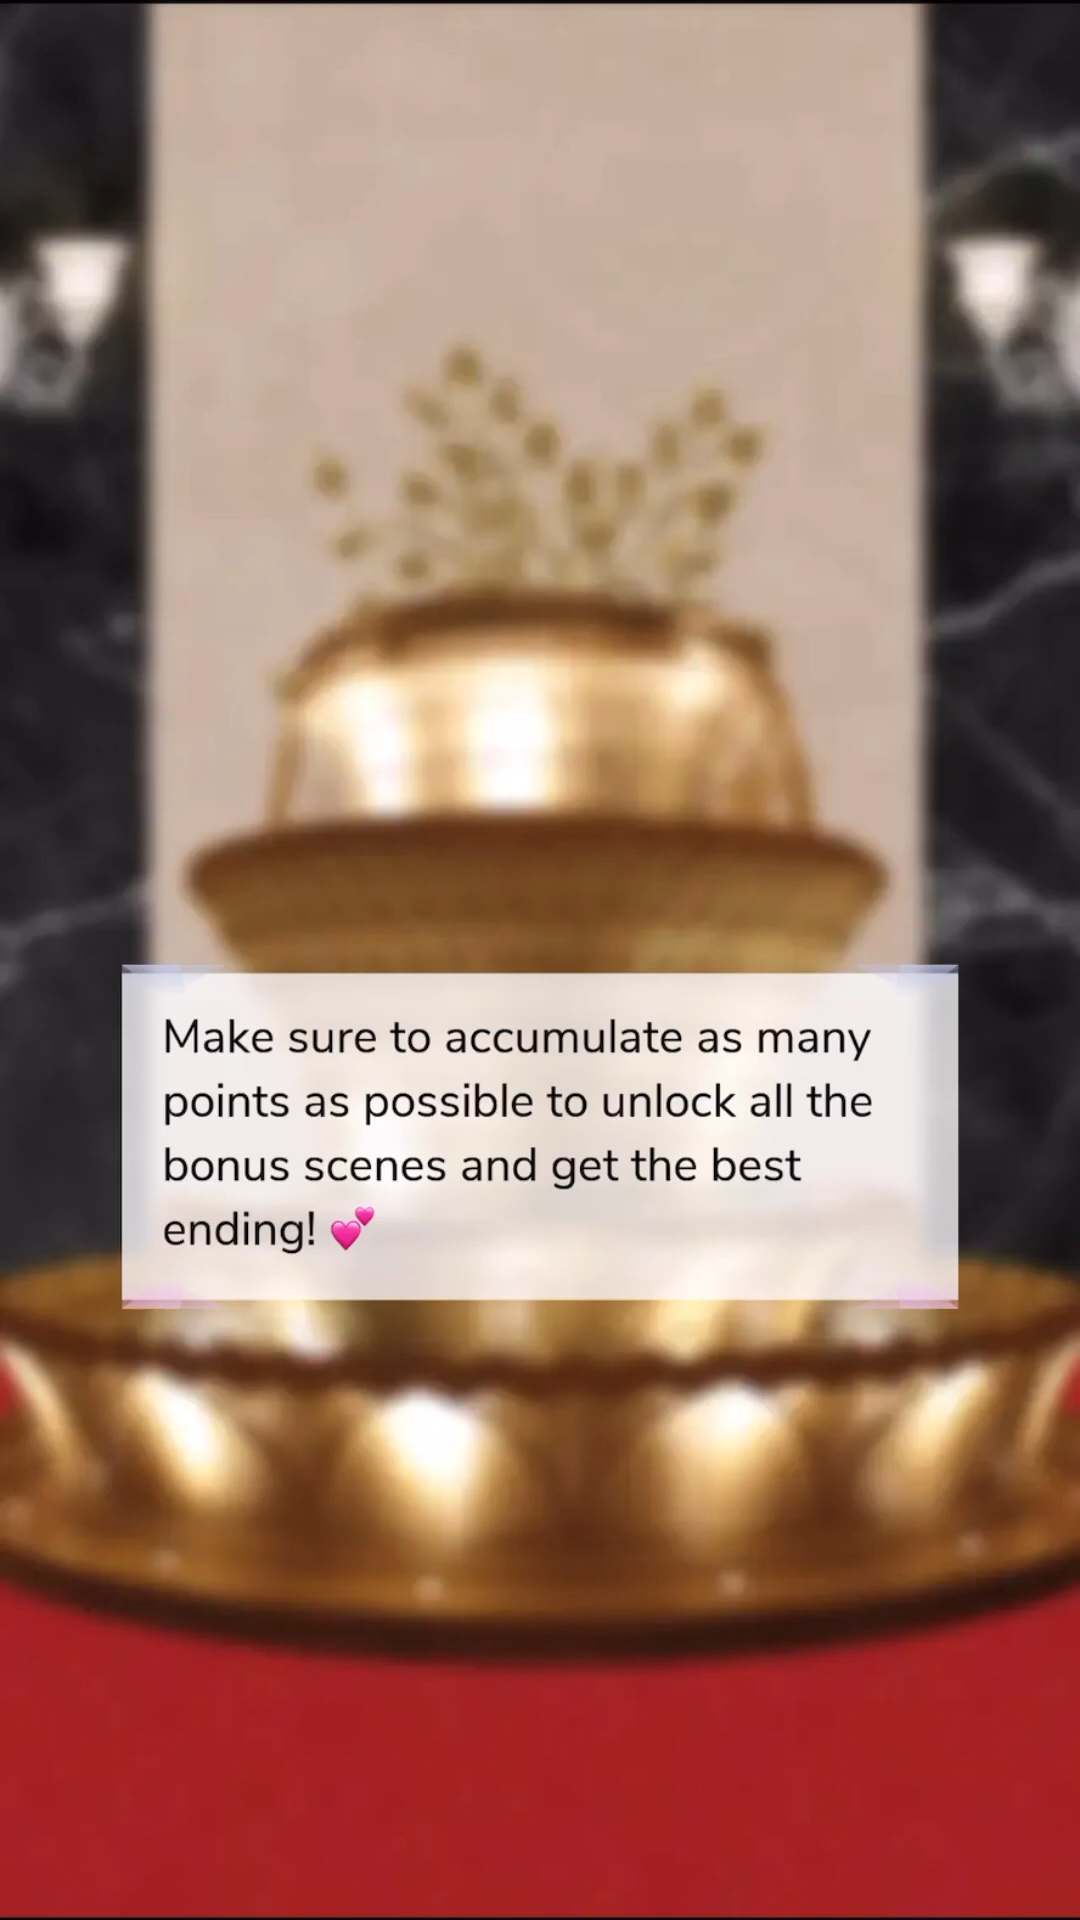 Make sure to accumulate as many
points as possible to unlock all the
bonus scenes and get the best
ending! 💕